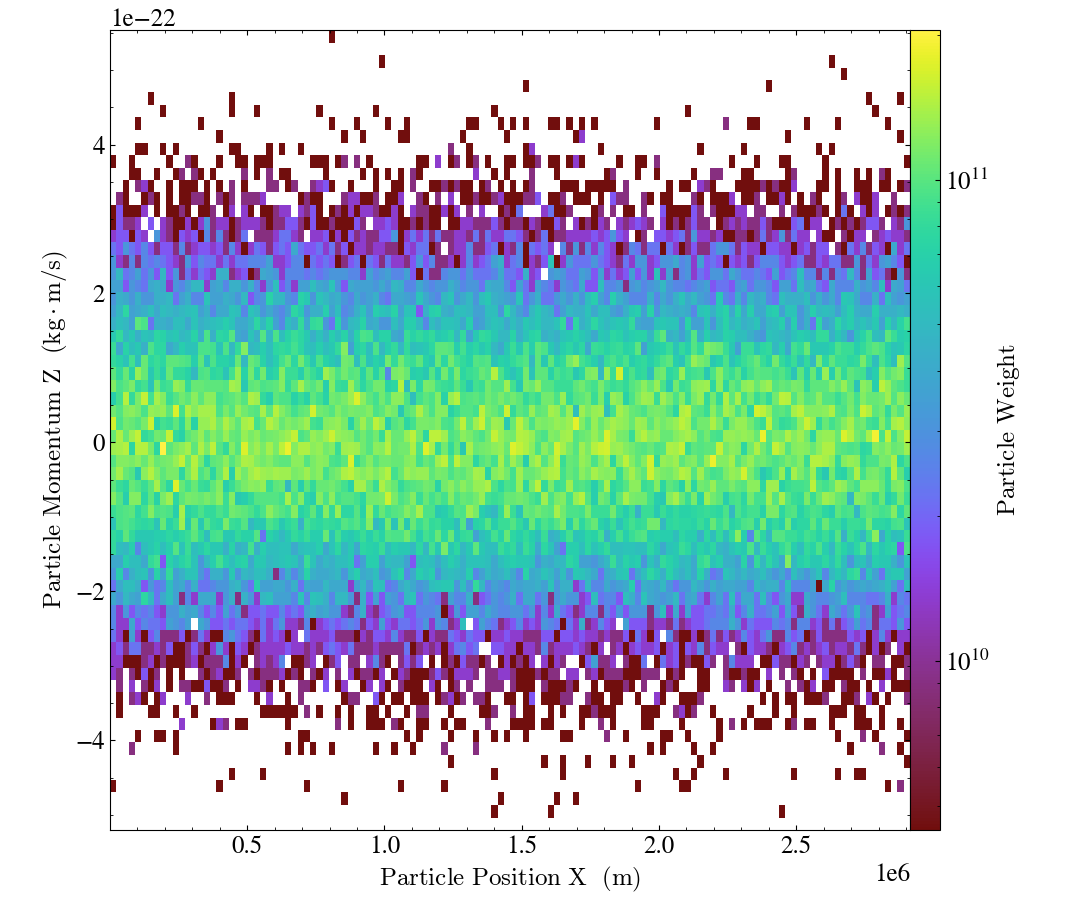 1e−22
4
2
0
−2
−4
Particle Momentum Z (kg · m/s)
0.5 1.0 1.5 2.0 2.5
1e6
Particle Position X (m)
10¹¹
10¹⁰
Particle Weight